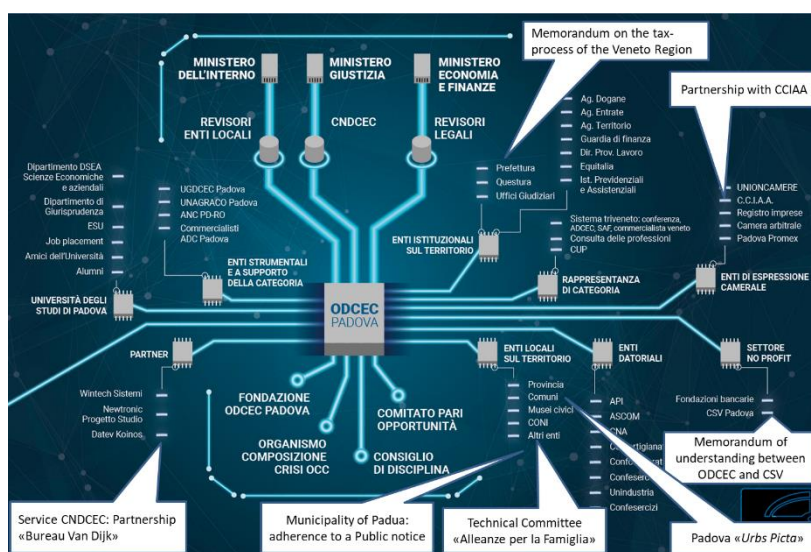 Memorandum on the tax-
process of the Veneto Region
MINISTERO
DELL'INTERNO
MINISTERO
GIUSTIZIA
MINISTERO
ECONOMIA
E FINANZE
Partnership with CCIAA
REVISORI
ENTI LOCALI
CNDCEC
REVISORI
LEGALI
Ag. Dogane
Ag. Entrate
Ag. Territorio
Guardia di finanza
Dir. Prov. Lavoro
Equitalia
Ist. Previdenziali
e Assistenziali
Dipartimento DSEA
Scienze Economiche
e aziendali
Dipartimento di
Giurisprudenza
ESU
Job placement
Amici dell'Università
Alumni
UGDCEC Padova
UNAGRACO Padova
ANC PD-RO
Commercialisti
ADC Padova
Prefettura
Questura
Uffici Giudiziari
UNIONCAMERE
C.C.I.A.A.
Registro imprese
Camera arbitrale
Padova Promex
Sistema triveneto: conferenza,
ADCEC, SAF, commercialista veneto
Consulta delle professioni
CUP
ENTI ISTITUZIONALI
SUL TERRITORIO
ENTI STRUMENTALI
E A SUPPORTO
DELLA CATEGORIA
RAPPRESENTANZA
DI CATEGORIA
ENTI DI ESPRESSIONE
CAMERALE
UNIVERSITÀ DEGLI
STUDI DI PADOVA
ODCEC
PADOVA
PARTNER
ENTI LOCALI
SUL TERRITORIO
ENTI
DATORIALI
SETTORE
NO PROFIT
Wintech Sistemi
Newtronic
Progetto Studio
Datev Koinos
FONDAZIONE
ODCEC PADOVA
ORGANISMO
COMPOSIZIONE
CRISI OCC
COMITATO PARI
OPPORTUNITÀ
CONSIGLIO
DI DISCIPLINA
Provincia
Comuni
Musei civici
CONI
Altri enti
API
ASCOM
CNA
Confeser
Unindustria
Confesercizi
Fondazioni bancarie
CSV Padova
Memorandum of
understanding between
ODCEC and CSV
Service CNDCEC: Partnership
«Bureau Van Dijk»
Municipality of Padua:
adherence to a Public notice
Technical Committee
«Alleanze per la Famiglia»
Padova «Urbs Picta»